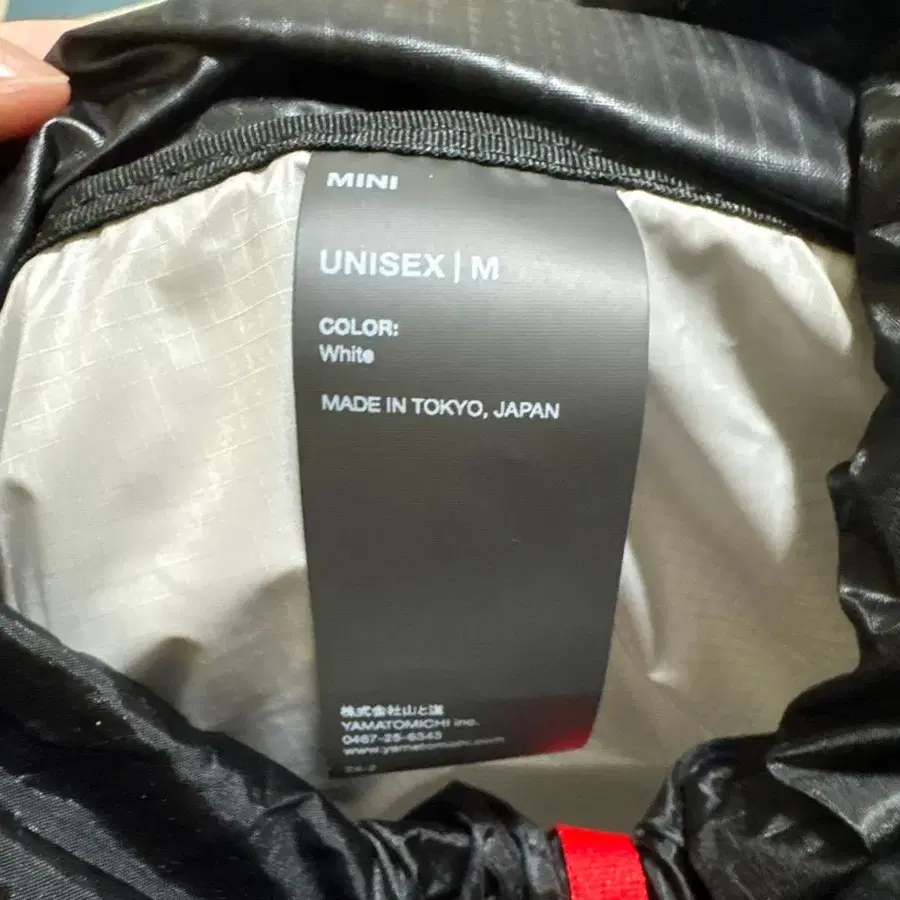 MINI
UNISEX | M
COLOR:
White
MADE IN TOKYO, JAPAN
株式会社山と道
YAMATOMICHI inc.
0467-25-6343
www.yamatomichi.com